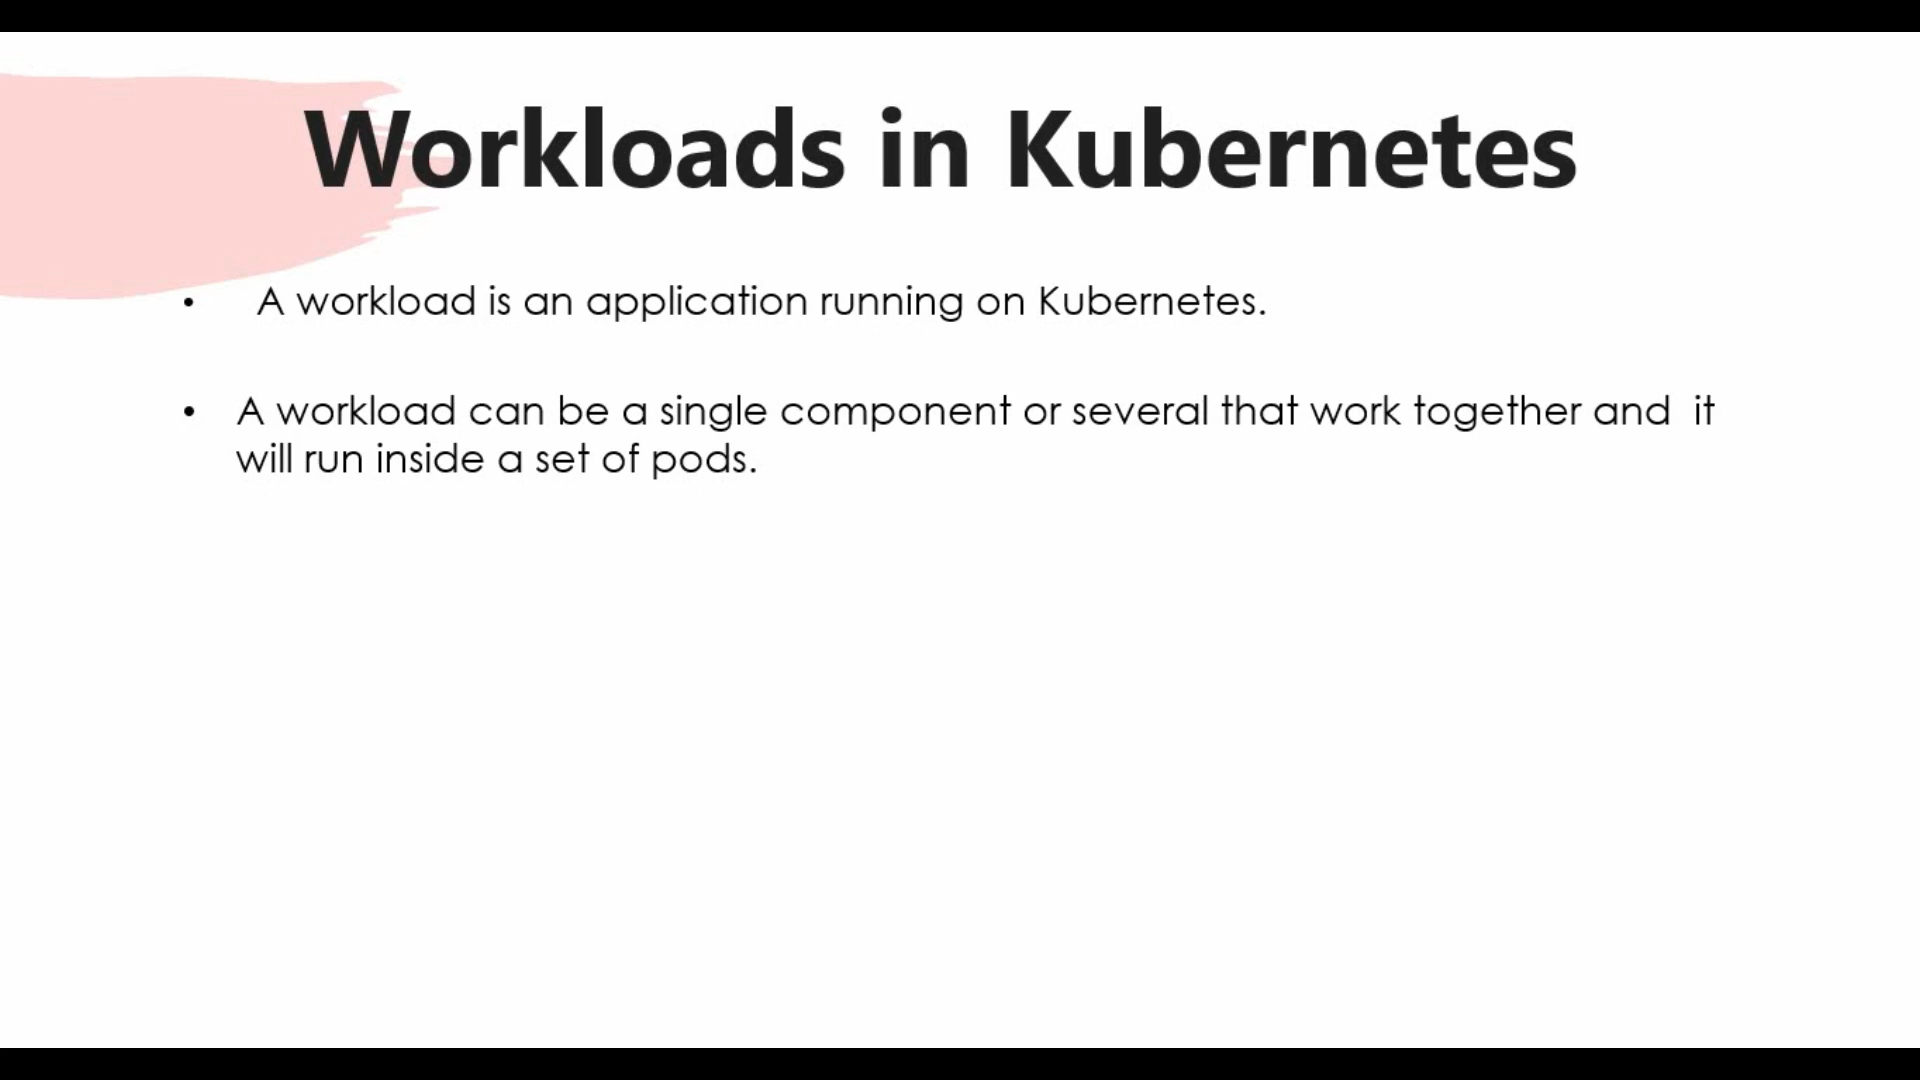 Workloads in Kubernetes
• A workload is an application running on Kubernetes.
• A workload can be a single component or several that work together and  it
will run inside a set of pods.